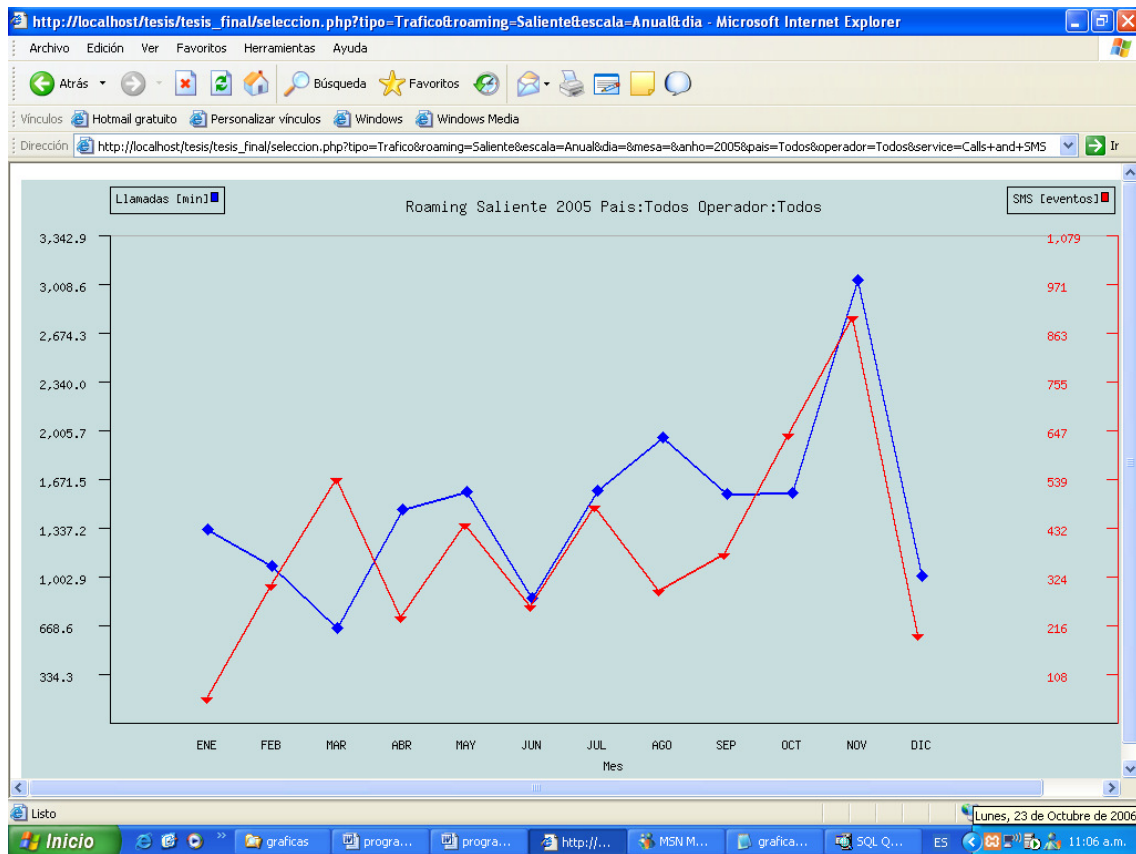 http://localhost/tesis/tesis_final/seleccion.php?tipo=Trafico&roaming=Saliente&escala=Anual&dia - Microsoft Internet Explorer
Archivo Edición Ver Favoritos Herramientas Ayuda
Atrás Búsqueda Favoritos
Vínculos Hotmail gratuito Personalizar vínculos Windows Windows Media
Dirección http://localhost/tesis/tesis_final/seleccion.php?tipo=Trafico&roaming=Saliente&escala=Anual&dia=&mesa=&anho=2005&pais=Todos&operador=Todos&service=Calls+and+SMS Ir
Llamadas [min] SMS [eventos]
Roaming Saliente 2005 Pais:Todos Operador:Todos
3,342.9 1,079
3,008.6 971
2,674.3 863
2,340.0 755
2,005.7 647
1,671.5 539
1,337.2 432
1,002.9 324
668.6 216
334.3 108
ENE FEB MAR ABR MAY JUN JUL AGO SEP OCT NOV DIC
Mes
Listo
Lunes, 23 de Octubre de 2006
Inicio » graficas progra... progra... http://... MSN M... grafica... SQL Q... ES 11:06 a.m.